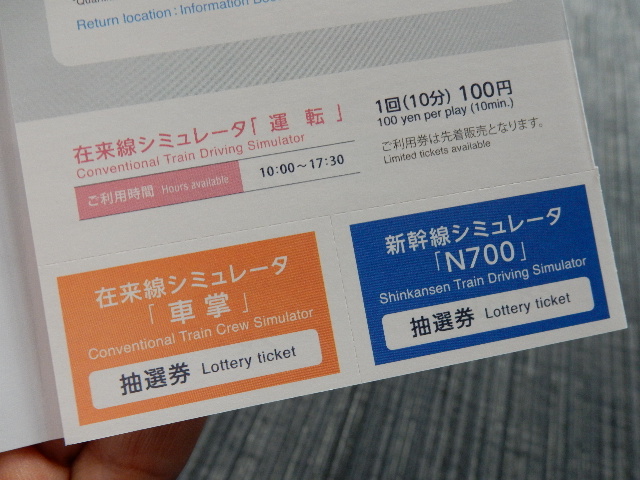 Return location : Information
在来線シミュレータ「 運 転 」
Conventional Train Driving Simulator
ご利用時間 Hours available
10:00～17:30
1回(10分) 100円
100 yen per play (10min.)
ご利用券は先着販売となります。
Limited tickets available
在来線シミュレータ
「 車 掌 」
Conventional Train Crew Simulator
抽選券 Lottery ticket
新幹線シミュレータ
「N700」
Shinkansen Train Driving Simulator
抽選券 Lottery ticket